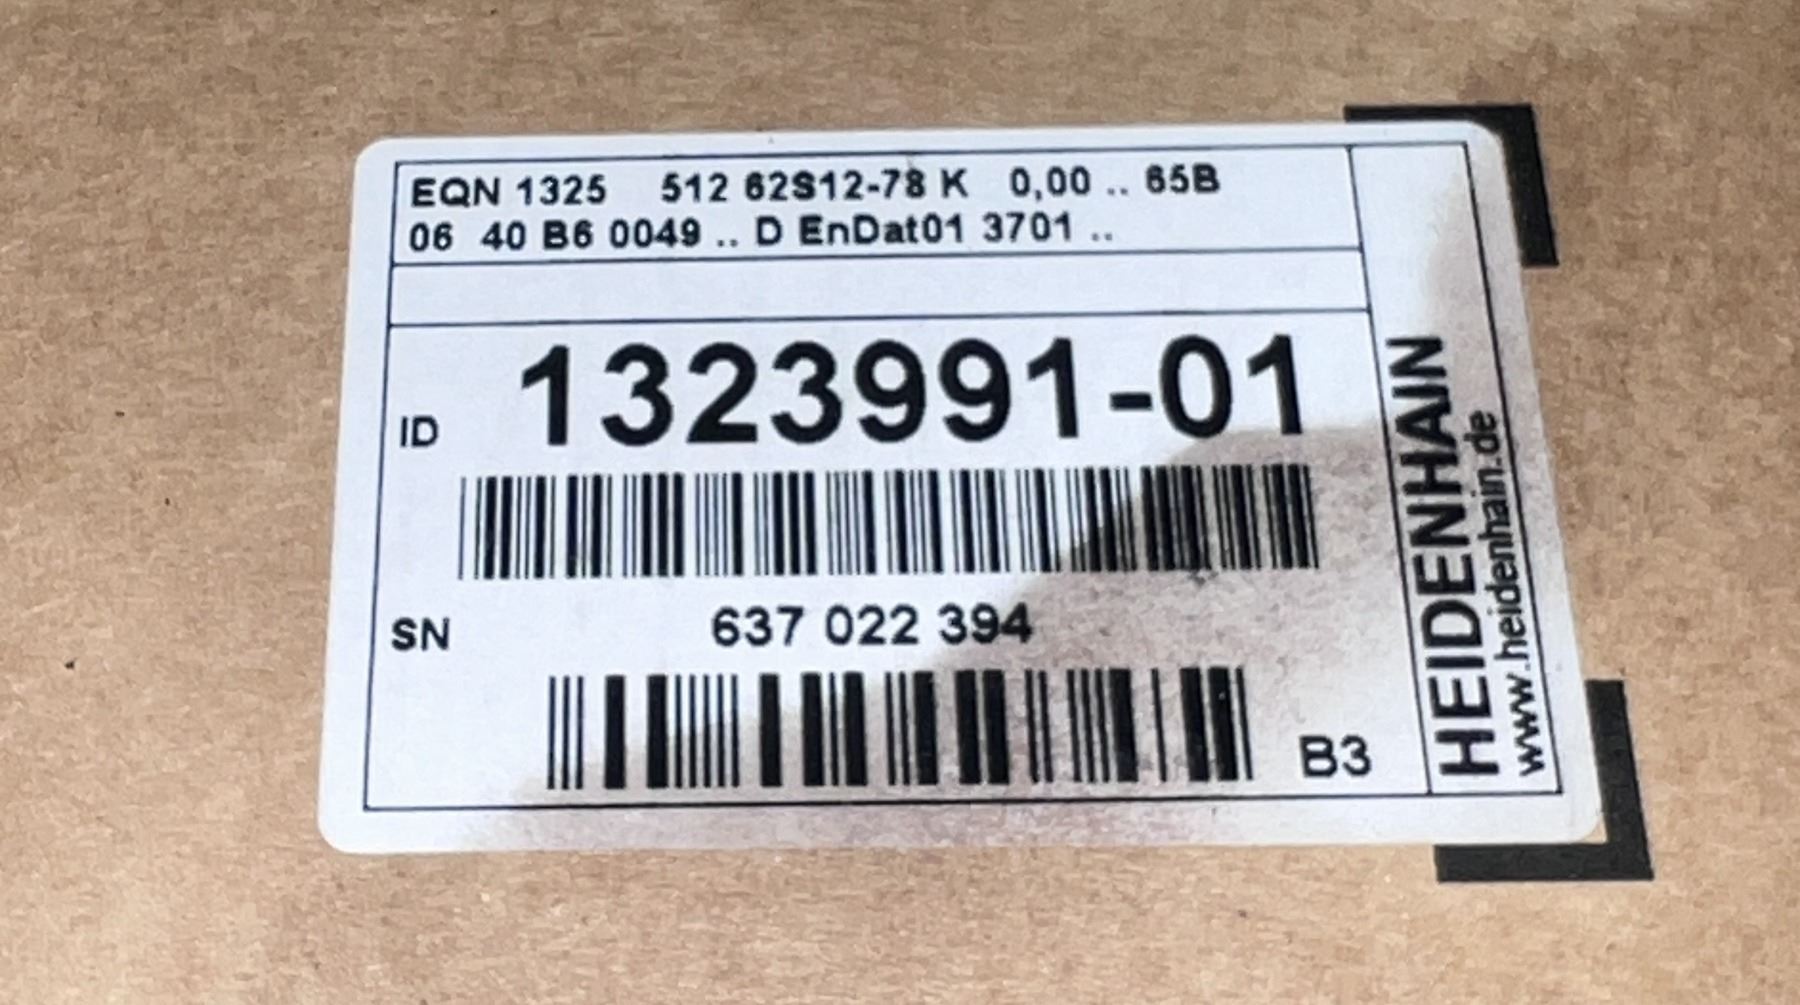 EQN 1325 512 62S12-78 K 0,00 .. 65B
06 40 B6 0049 .. D EnDat01 3701 ..
ID 1323991-01
SN 637 022 394
B3
HEIDENHAIN
www.heidenhain.de